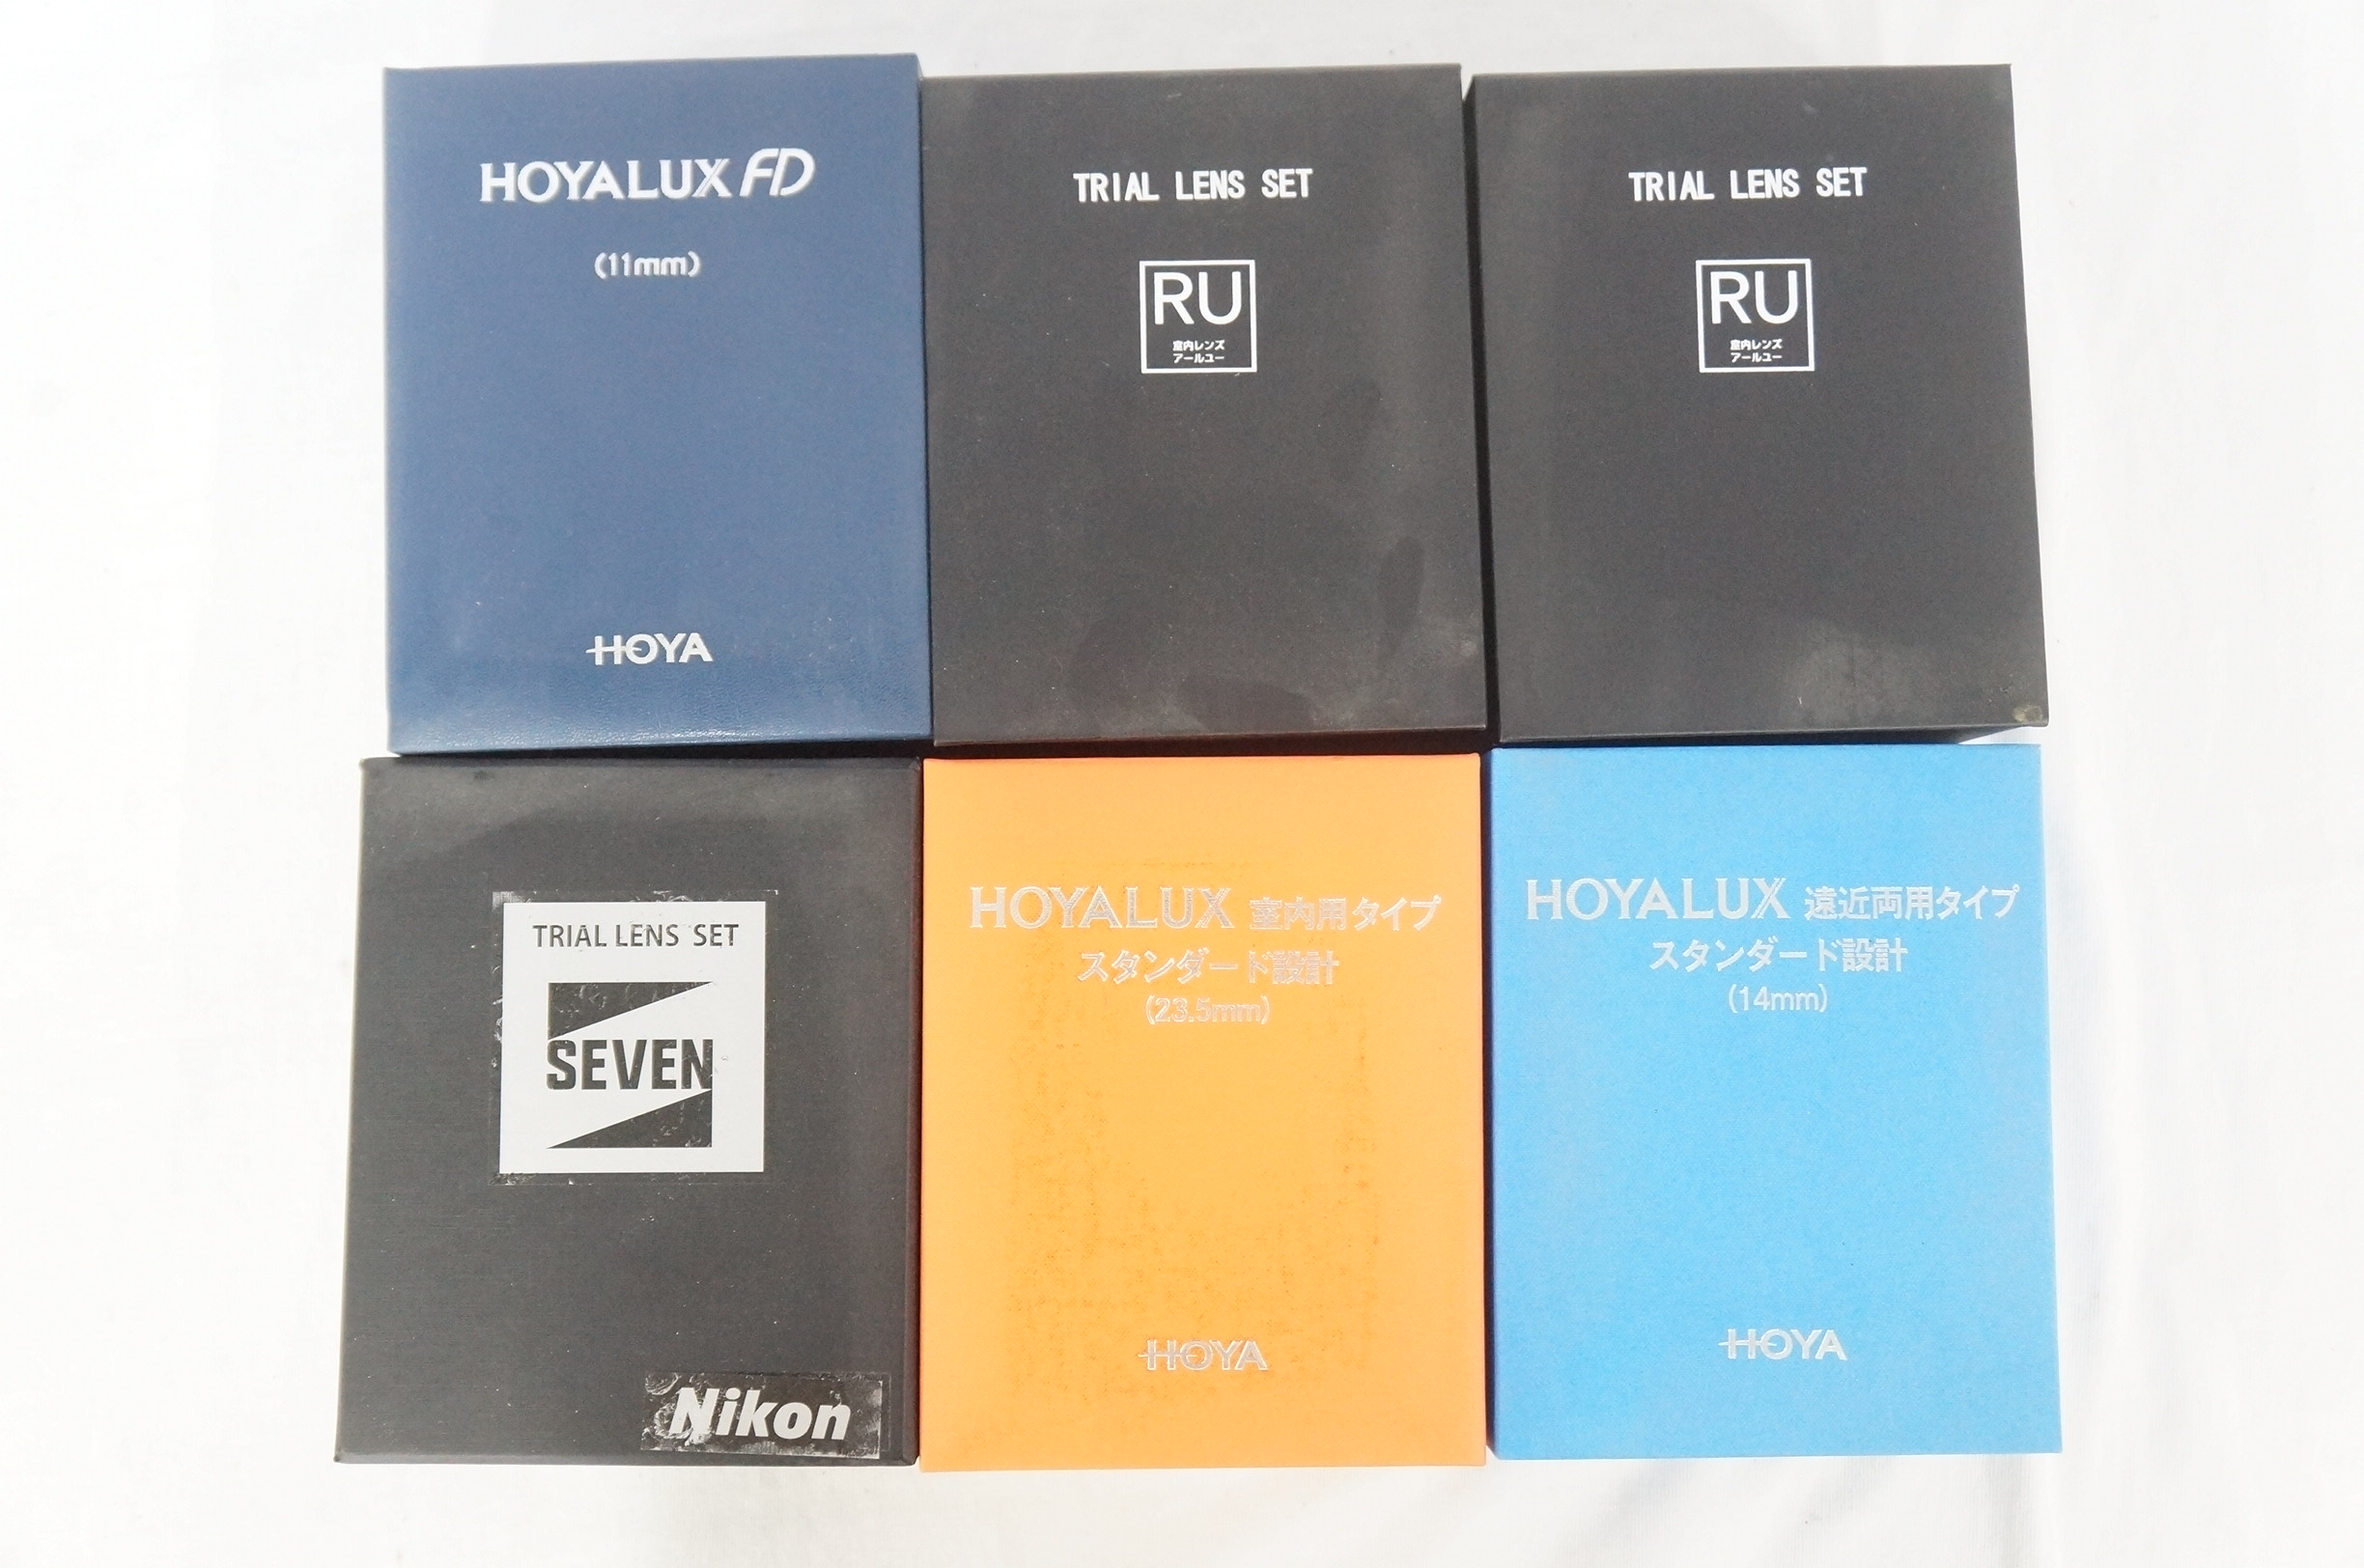 HOYALUX FD
(11mm)
HOYA
TRIAL LENS SET
RU
室内レンズ
アールユー
TRIAL LENS SET
RU
室内レンズ
アールユー
TRIAL LENS SET
SEVEN
Nikon
HOYALUX 室内用タイプ
スタンダード設計
(23.5mm)
HOYA
HOYALUX 遠近両用タイプ
スタンダード設計
(14mm)
HOYA